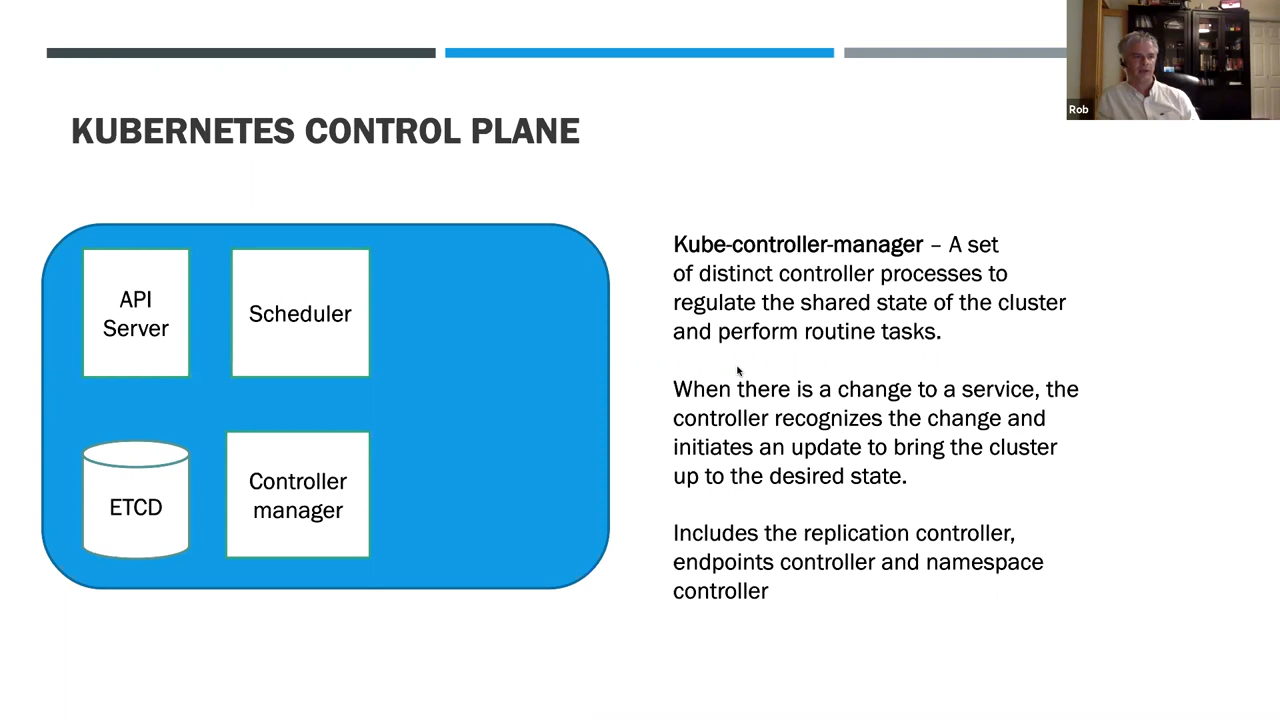 Rob
KUBERNETES CONTROL PLANE
API
Server
Scheduler
ETCD
Controller
manager
Kube-controller-manager – A set
of distinct controller processes to
regulate the shared state of the cluster
and perform routine tasks.
When there is a change to a service, the
controller recognizes the change and
initiates an update to bring the cluster
up to the desired state.
Includes the replication controller,
endpoints controller and namespace
controller